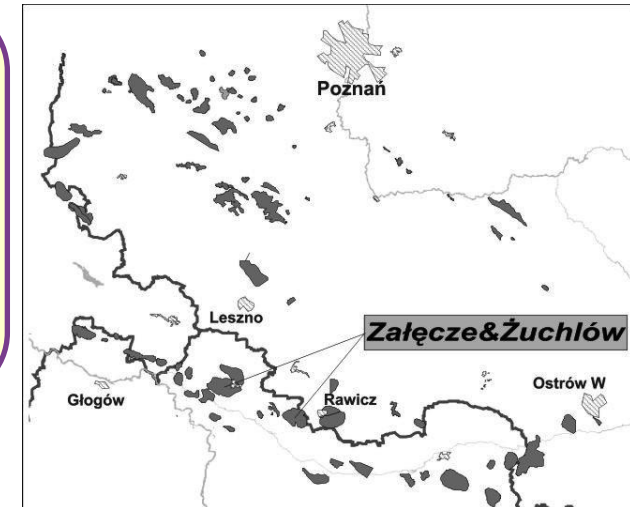 Poznań
Leszno
Załęcze&Żuchlów
Głogów
Rawicz
Ostrów W